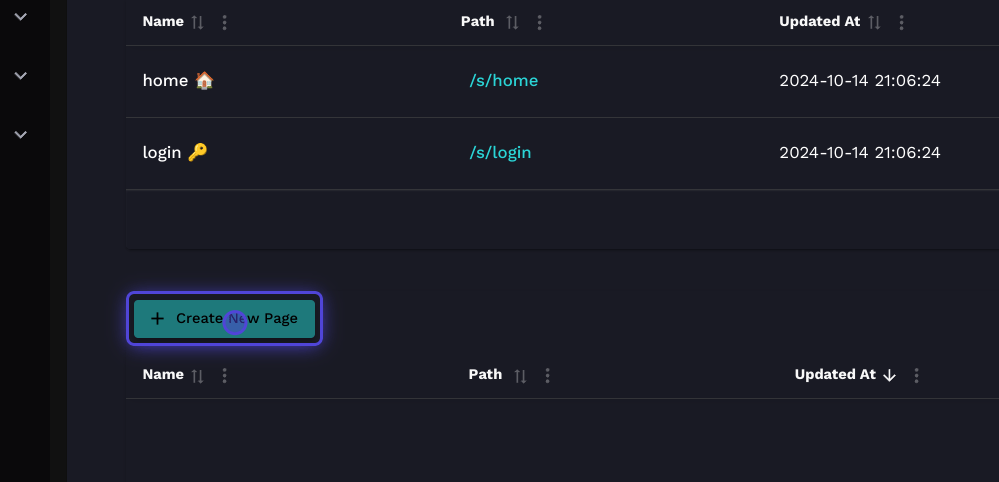 Name Path Updated At
home 🏠 /s/home 2024-10-14 21:06:24
login 🔑 /s/login 2024-10-14 21:06:24
+ Create New Page
Name Path Updated At